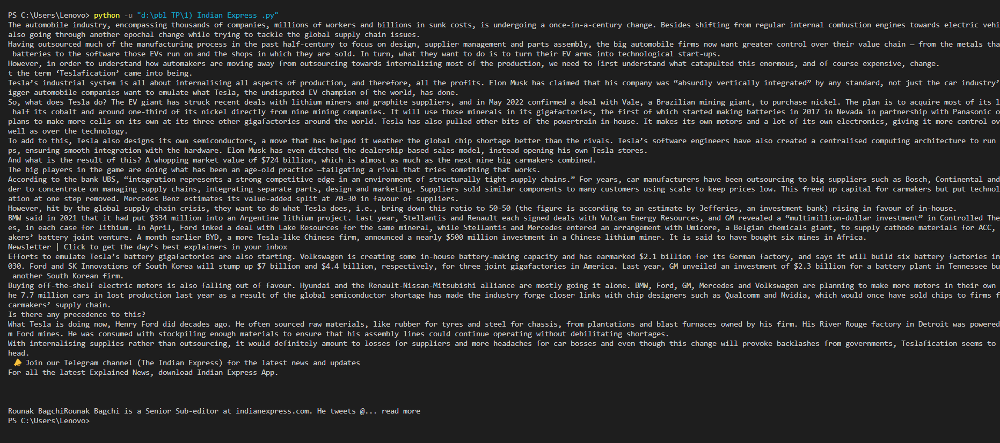 PS C:\Users\Lenovo> python -u "d:\pbl TP\1) Indian Express .py"
The automobile industry, encompassing thousands of companies, millions of workers and billions in sunk costs, is undergoing a once-in-a-century change. Besides shifting from regular internal combustion engines towards electric vehi
also going through another epochal change while trying to tackle the global supply chain issues.
Having outsourced much of the manufacturing process in the past half-century to focus on design, supplier management and parts assembly, the big automobile firms now want greater control over their value chain – from the metals tha
batteries to the software those EVs run on and the shops in which they are sold. In turn, what they want to do is to turn their EV arms into technological start-ups.
However, in order to understand how automakers are moving away from outsourcing towards internalizing most of the production, we need to first understand what catapulted this enormous, and of course expensive, change.
t the term ‘Teslafication’ came into being.
Tesla’s industrial system is all about internalising all aspects of production, and therefore, all the profits. Elon Musk has claimed that his company was “absurdly vertically integrated” by any standard, not just the car industry’
igger automobile companies want to emulate what Tesla, the undisputed EV champion of the world, has done.
So, what does Tesla do? The EV giant has struck recent deals with lithium miners and graphite suppliers, and in May 2022 confirmed a deal with Vale, a Brazilian mining giant, to purchase nickel. The plan is to acquire most of its l
half its cobalt and around one-third of its nickel directly from nine mining companies. It will use those minerals in its gigafactories, the first of which started making batteries in 2017 in Nevada in partnership with Panasonic o
plans to make more cells on its own at its three other gigafactories around the world. Tesla has also pulled other bits of the powertrain in-house. It makes its own motors and a lot of its own electronics, giving it more control ov
well as over the technology.
To add to this, Tesla also designs its own semiconductors, a move that has helped it weather the global chip shortage better than the rivals. Tesla’s software engineers have also created a centralised computing architecture to run
ps, ensuring smooth integration with the hardware. Elon Musk has even ditched the dealership-based sales model, instead opening his own Tesla stores.
And what is the result of this? A whopping market value of $724 billion, which is almost as much as the next nine big carmakers combined.
The big players in the game are doing what has been an age-old practice –tailgating a rival that tries something that works.
According to the bank UBS, “integration represents a strong competitive edge in an environment of structurally tight supply chains.” For years, car manufacturers have been outsourcing to big suppliers such as Bosch, Continental and
der to concentrate on managing supply chains, integrating separate parts, design and marketing. Suppliers sold similar components to many customers using scale to keep prices low. This freed up capital for carmakers but put technol
ation at one step removed. Mercedes Benz estimates its value-added split at 70-30 in favour of suppliers.
However, hit by the global supply chain crisis, they want to do what Tesla does, i.e., bring down this ratio to 50-50 (the figure is according to an estimate by Jefferies, an investment bank) rising in favour of in-house.
BMW said in 2021 that it had put $334 million into an Argentine lithium project. Last year, Stellantis and Renault each signed deals with Vulcan Energy Resources, and GM revealed a “multimillion-dollar investment” in Controlled The
es, in each case for lithium. In April, Ford inked a deal with Lake Resources for the same mineral, while Stellantis and Mercedes entered an arrangement with Umicore, a Belgian chemicals giant, to supply cathode materials for ACC,
akers’ battery joint venture. A month earlier BYD, a more Tesla-like Chinese firm, announced a nearly $500 million investment in a Chinese lithium miner. It is said to have bought six mines in Africa.
Newsletter | Click to get the day’s best explainers in your inbox
Efforts to emulate Tesla’s battery gigafactories are also starting. Volkswagen is creating some in-house battery-making capacity and has earmarked $2.1 billion for its German factory, and says it will build six battery factories in
030. Ford and SK Innovations of South Korea will stump up $7 billion and $4.4 billion, respectively, for three joint gigafactories in America. Last year, GM unveiled an investment of $2.3 billion for a battery plant in Tennessee bu
another South Korean firm.
Buying off-the-shelf electric motors is also falling out of favour. Hyundai and the Renault-Nissan-Mitsubishi alliance are mostly going it alone. BMW, Ford, GM, Mercedes and Volkswagen are planning to make more motors in their own
he 7.7 million cars in lost production last year as a result of the global semiconductor shortage has made the industry forge closer links with chip designers such as Qualcomm and Nvidia, which would once have sold chips to firms f
carmakers’ supply chain.
Is there any precedence to this?
What Tesla is doing now, Henry Ford did decades ago. He often sourced raw materials, like rubber for tyres and steel for chassis, from plantations and blast furnaces owned by his firm. His River Rouge factory in Detroit was powered
m Ford mines. He was consumed with stockpiling enough materials to ensure that his assembly lines could continue operating without debilitating shortages.
With internalising supplies rather than outsourcing, it would definitely amount to losses for suppliers and more headaches for car bosses and even though this change will provoke backlashes from governments, Teslafication seems to
head.
📣 Join our Telegram channel (The Indian Express) for the latest news and updates
For all the latest Explained News, download Indian Express App.
Rounak BagchiRounak Bagchi is a Senior Sub-editor at indianexpress.com. He tweets @... read more
PS C:\Users\Lenovo>